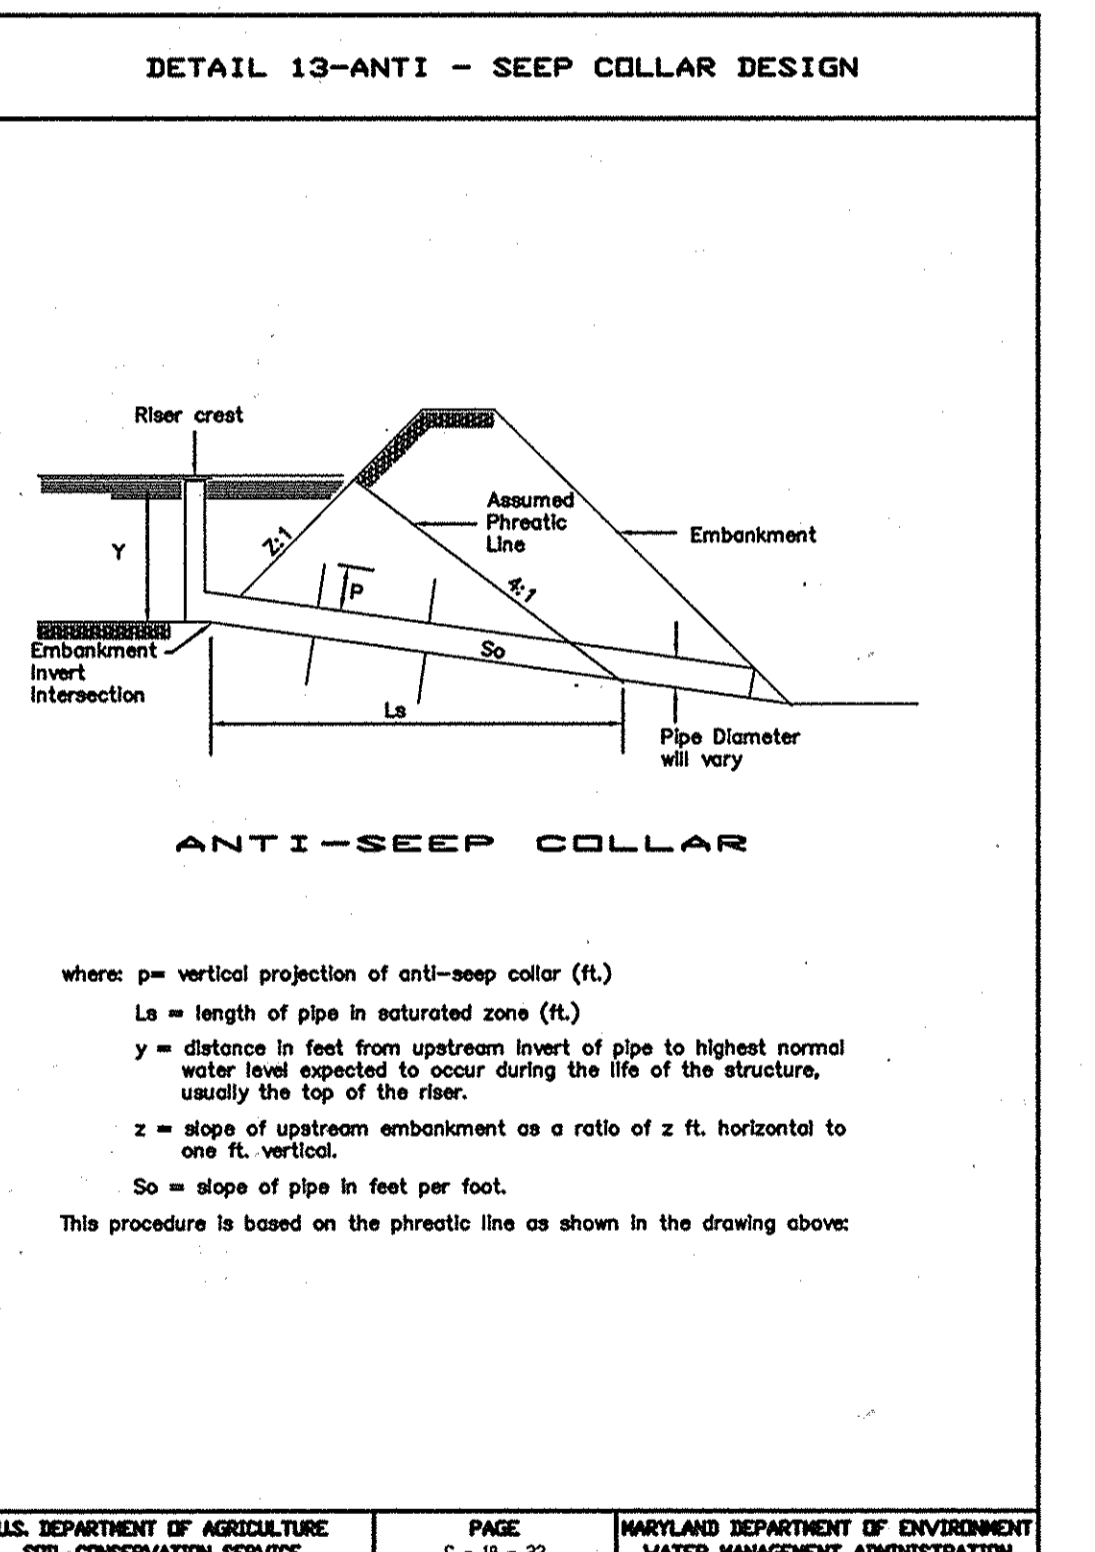 DETAIL 13-ANTI - SEEP COLLAR DESIGN
Riser crest
Y
Z:1
P
Assumed
Phreatic
Line
4:1
Embankment
So
Embankment
Invert
Intersection
Ls
Pipe Diameter
will vary
ANTI-SEEP COLLAR
where: p= vertical projection of anti-seep collar (ft.)
Ls = length of pipe in saturated zone (ft.)
y = distance in feet from upstream invert of pipe to highest normal
water level expected to occur during the life of the structure,
usually the top of the riser.
z = slope of upstream embankment as a ratio of z ft. horizontal to
one ft. vertical.
So = slope of pipe in feet per foot.
This procedure is based on the phreatic line as shown in the drawing above:
U.S. DEPARTMENT OF AGRICULTURE
SOIL CONSERVATION SERVICE
PAGE
MARYLAND DEPARTMENT OF ENVIRONMENT
WATER MANAGEMENT ADMINISTRATION